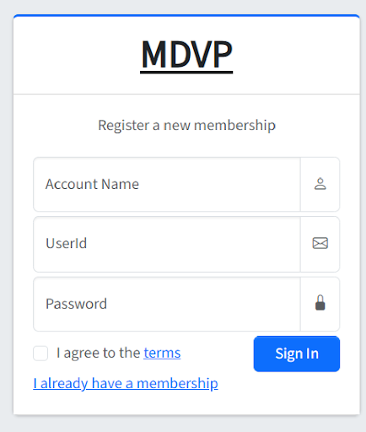 MDVP
Register a new membership
Account Name
UserId
Password
I agree to the terms
Sign In
I already have a membership